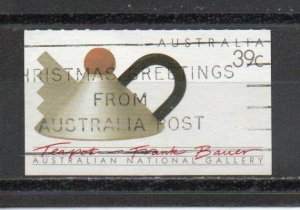 AUSTRALIA
39c
CHRISTMAS GREETINGS
FROM
AUSTRALIA POST
Teapot – Frank Bauer
AUSTRALIAN NATIONAL GALLERY